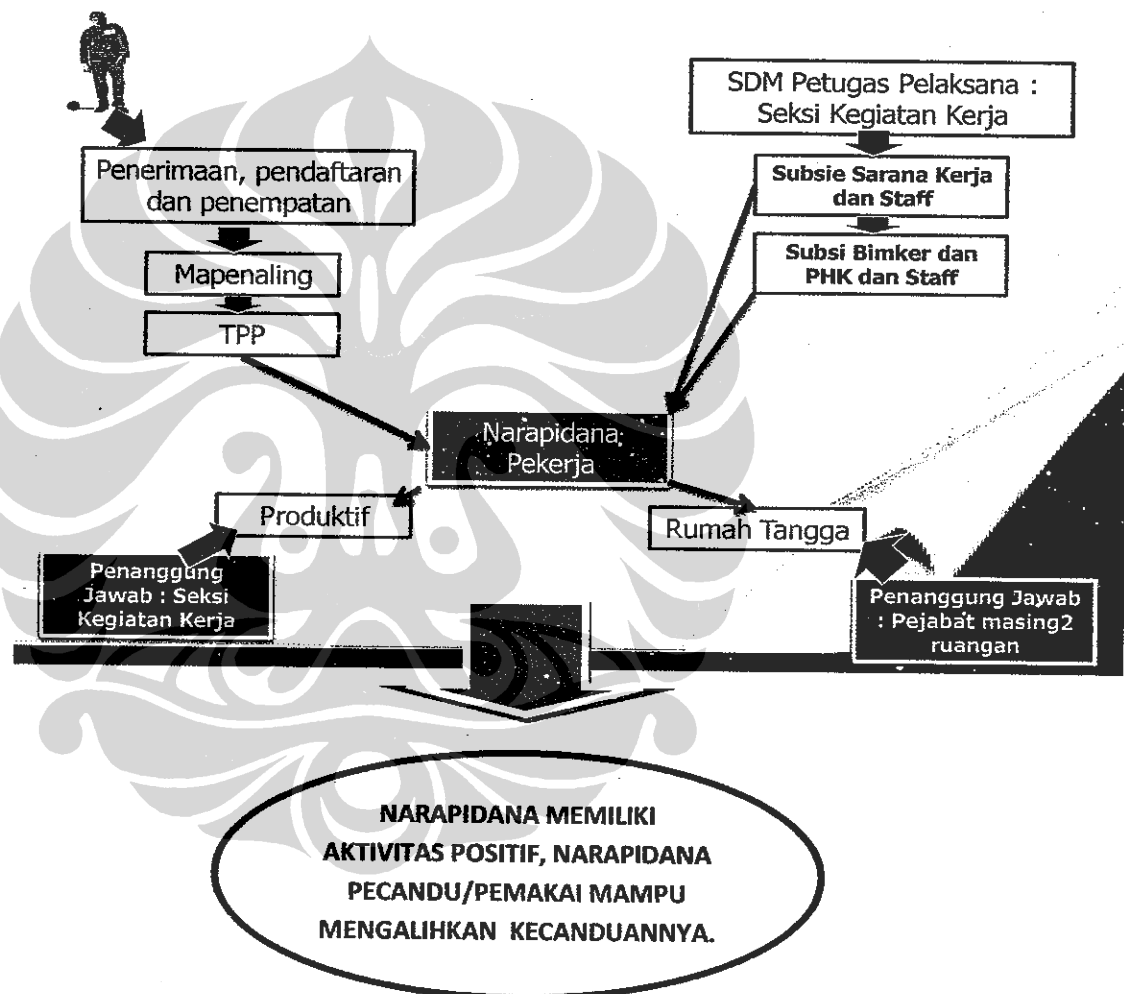 SDM Petugas Pelaksana :
Seksi Kegiatan Kerja
Penerimaan, pendaftaran
dan penempatan
Subsie Sarana Kerja
dan Staff
Mapenaling
Subsi Bimker dan
PHK dan Staff
TPP
Narapidana
Pekerja
Produktif
Rumah Tangga
Penanggung
Jawab : Seksi
Kegiatan Kerja
Penanggung Jawab
: Pejabat masing2
ruangan
NARAPIDANA MEMILIKI
AKTIVITAS POSITIF, NARAPIDANA
PECANDU/PEMAKAI MAMPU
MENGALIHKAN KECANDUANNYA.